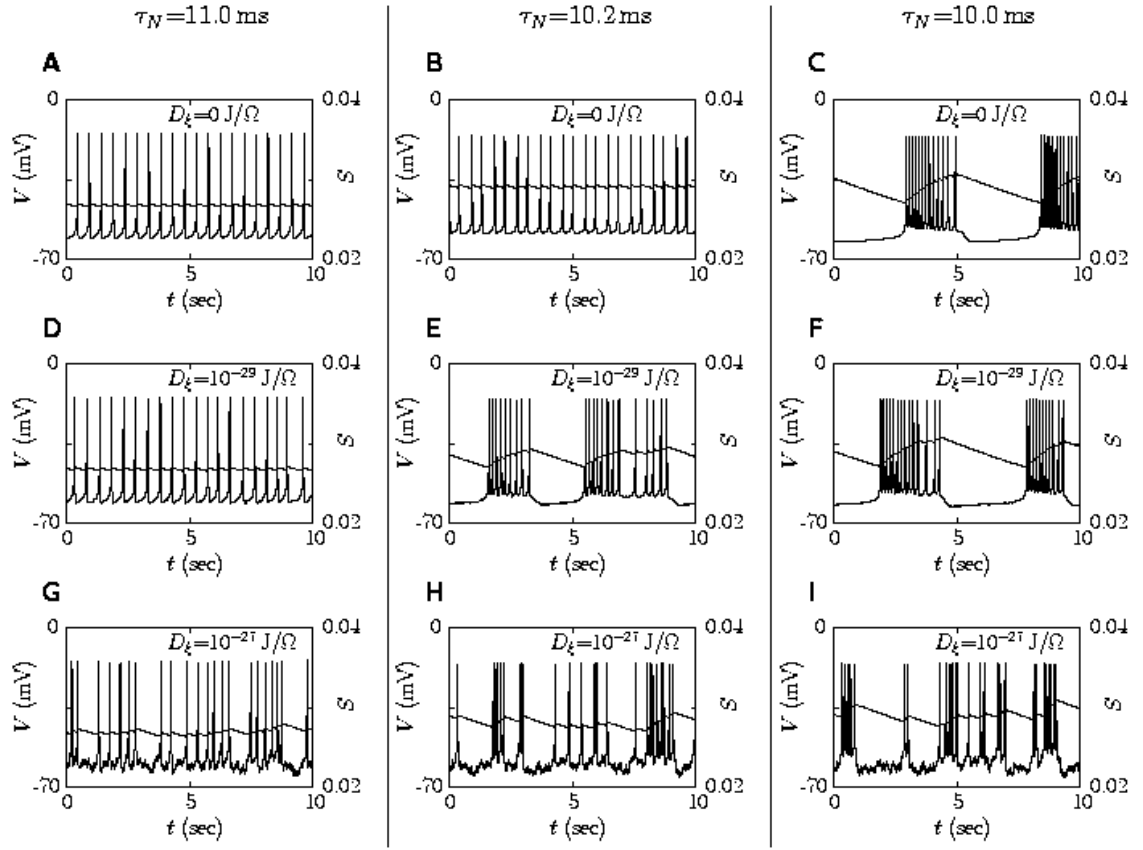 τN=11.0 ms
τN=10.2 ms
τN=10.0 ms
A
B
C
0
Dξ=0 J/Ω
0.04
V (mV)
S
-70
0.02
0
5
10
t (sec)
0
Dξ=0 J/Ω
0.04
V (mV)
S
-70
0.02
0
5
10
t (sec)
0
Dξ=0 J/Ω
0.04
V (mV)
S
-70
0.02
0
5
10
t (sec)
D
E
F
0
Dξ=10⁻²⁹ J/Ω
0.04
V (mV)
S
-70
0.02
0
5
10
t (sec)
0
Dξ=10⁻²⁹ J/Ω
0.04
V (mV)
S
-70
0.02
0
5
10
t (sec)
0
Dξ=10⁻²⁹ J/Ω
0.04
V (mV)
S
-70
0.02
0
5
10
t (sec)
G
H
I
0
Dξ=10⁻²⁷ J/Ω
0.04
V (mV)
S
-70
0.02
0
5
10
t (sec)
0
Dξ=10⁻²⁷ J/Ω
0.04
V (mV)
S
-70
0.02
0
5
10
t (sec)
0
Dξ=10⁻²⁷ J/Ω
0.04
V (mV)
S
-70
0.02
0
5
10
t (sec)